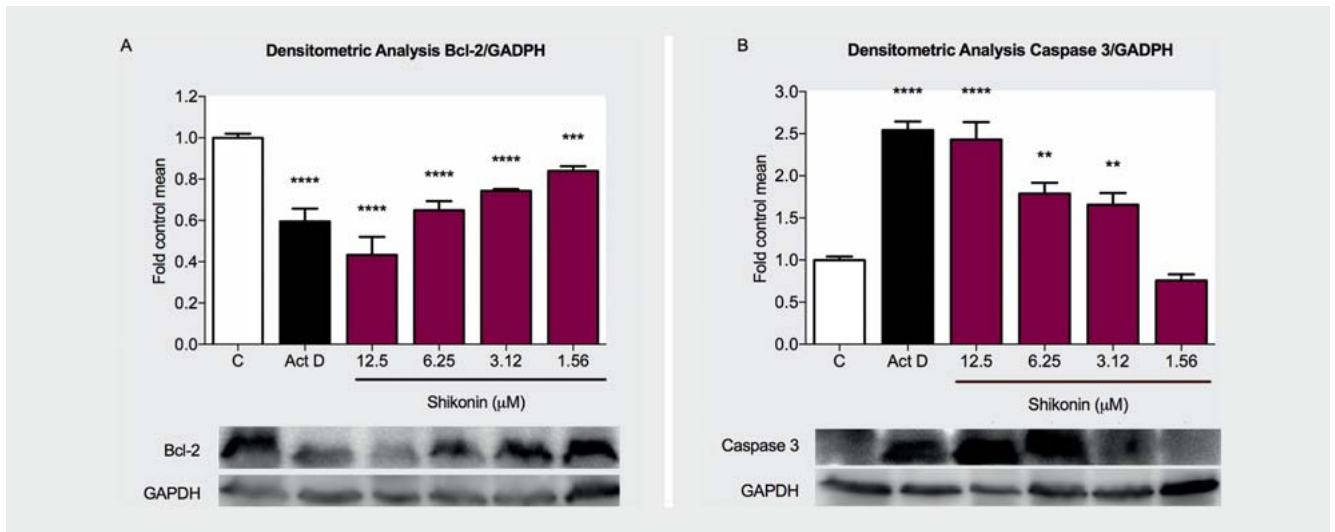 A
Densitometric Analysis Bcl-2/GADPH
Fold control mean
1.2
1.0
0.8
0.6
0.4
0.2
0.0
****
****
****
****
***
C Act D 12.5 6.25 3.12 1.56
Shikonin (μM)
Bcl-2
GAPDH
B
Densitometric Analysis Caspase 3/GADPH
Fold control mean
3.0
2.5
2.0
1.5
1.0
0.5
0.0
****
****
**
**
C Act D 12.5 6.25 3.12 1.56
Shikonin (μM)
Caspase 3
GAPDH